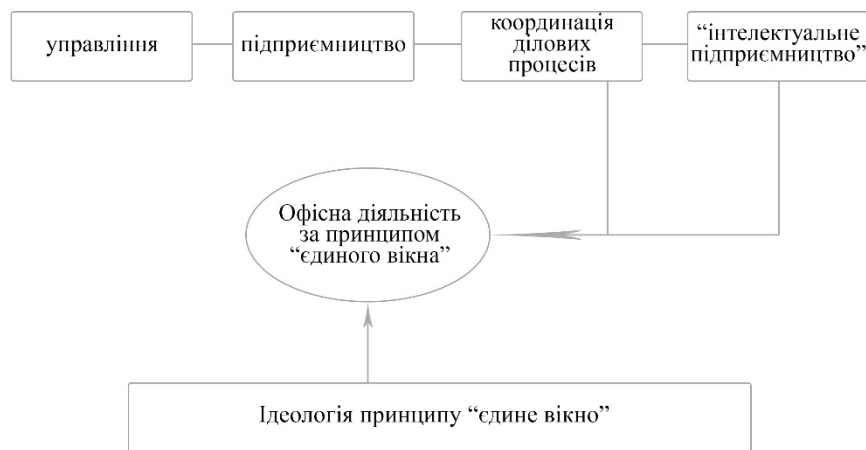 управління
підприємництво
координація
ділових
процесів
“інтелектуальне
підприємництво”
Офісна діяльність
за принципом
“єдиного вікна”
Ідеологія принципу “єдине вікно”